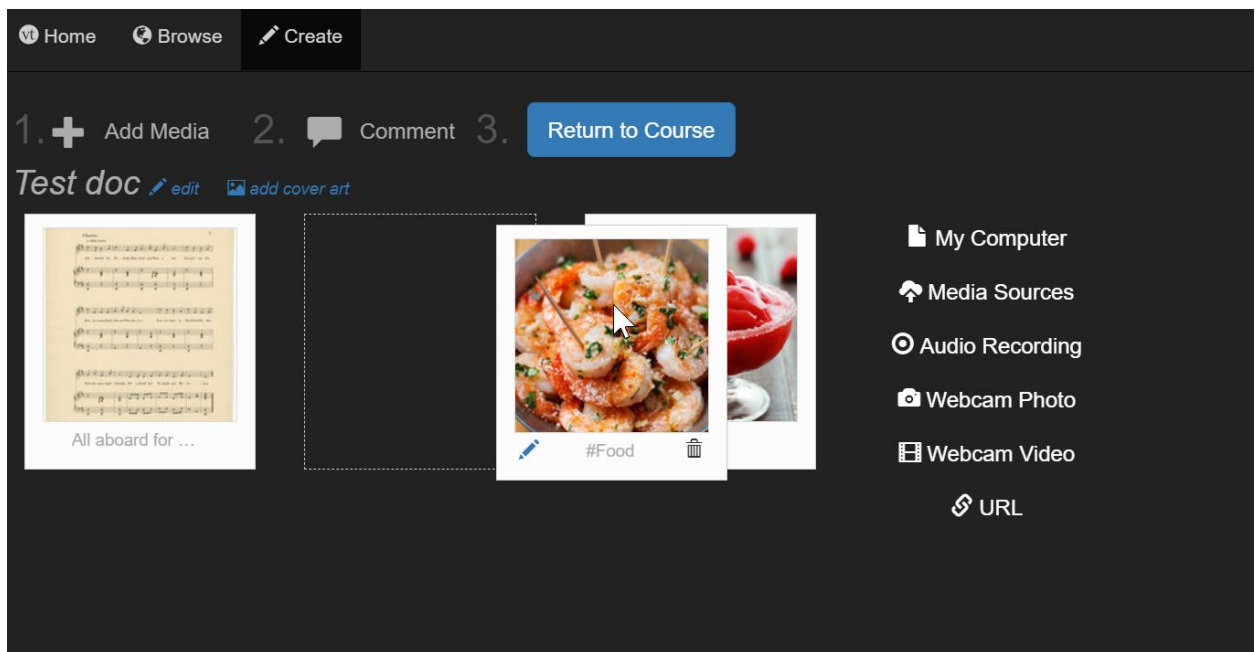 vt Home Browse Create
1. Add Media 2. Comment 3. Return to Course
Test doc edit add cover art
All aboard for ...
#Food
My Computer
Media Sources
Audio Recording
Webcam Photo
Webcam Video
URL